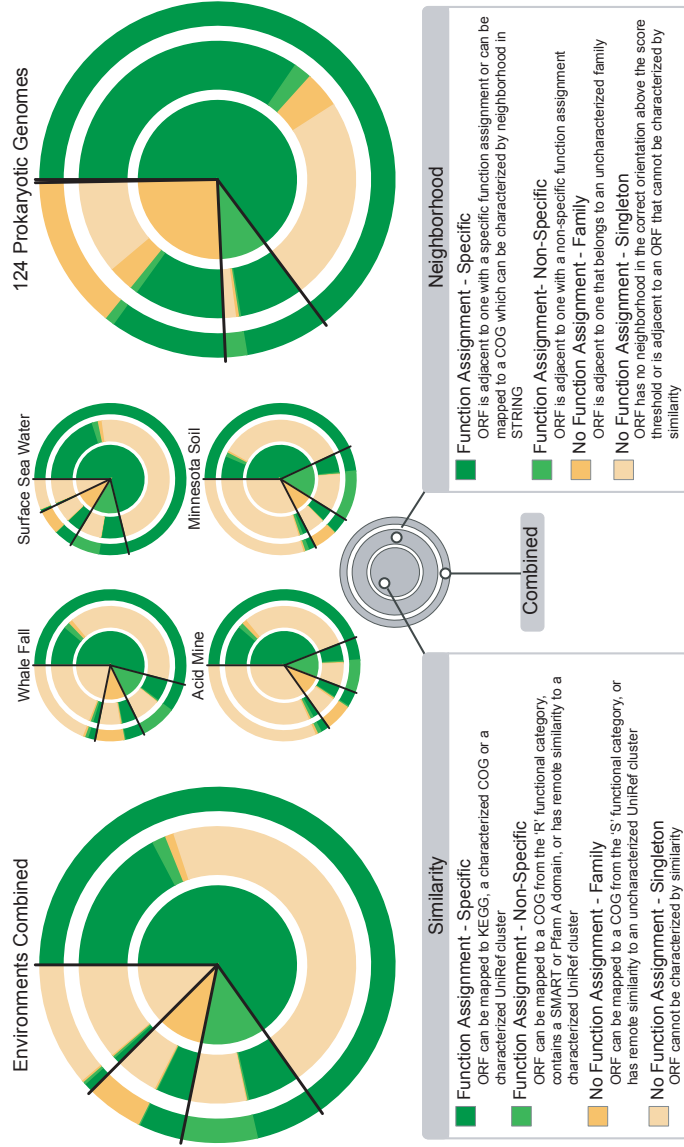 Environments Combined
Whale Fall
Surface Sea Water
124 Prokaryotic Genomes
Acid Mine
Minnesota Soil
Combined
Similarity
Function Assignment - Specific
ORF can be mapped to KEGG, a characterized COG or a
characterized UniRef cluster
Function Assignment - Non-Specific
ORF can be mapped to a COG from the 'R' functional category,
contains a SMART or Pfam A domain, or has remote similarity to a
characterized UniRef cluster
No Function Assignment - Family
ORF can be mapped to a COG from the 'S' functional category, or
has remote similarity to an uncharacterized UniRef cluster
No Function Assignment - Singleton
ORF cannot be characterized by similarity
Neighborhood
Function Assignment - Specific
ORF is adjacent to one with a specific function assignment or can be
mapped to a COG which can be characterized by neighborhood in
STRING
Function Assignment- Non-Specific
ORF is adjacent to one with a non-specific function assignment
No Function Assignment - Family
ORF is adjacent to one that belongs to an uncharacterized family
No Function Assignment - Singleton
ORF has no neighborhood in the correct orientation above the score
threshold or is adjacent to an ORF that cannot be characterized by
similarity